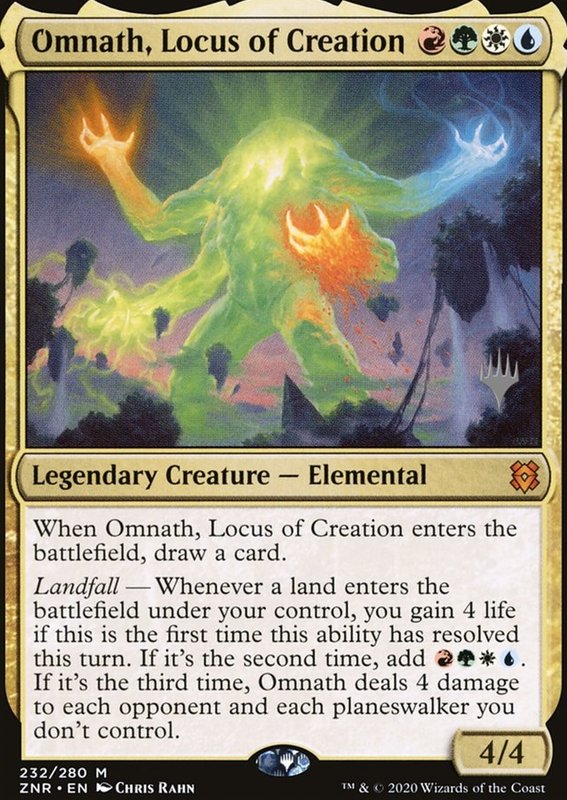 Omnath, Locus of Creation
Legendary Creature — Elemental
When Omnath, Locus of Creation enters the
battlefield, draw a card.
Landfall — Whenever a land enters the
battlefield under your control, you gain 4 life
if this is the first time this ability has resolved
this turn. If it's the second time, add .
If it's the third time, Omnath deals 4 damage
to each opponent and each planeswalker you
don't control.
4/4
232/280 M
ZNR • EN Chris Rahn
™ & © 2020 Wizards of the Coast